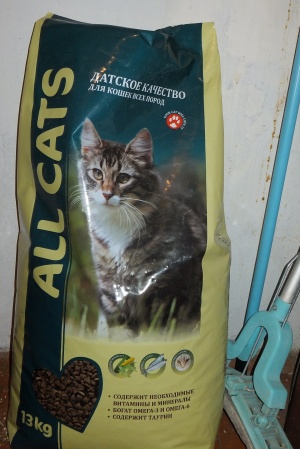 ALL CATS
ДАТСКОЕ КАЧЕСТВО
ДЛЯ КОШЕК ВСЕХ ПОРОД
• СОДЕРЖИТ НЕОБХОДИМЫЕ
ВИТАМИНЫ И МИНЕРАЛЫ
• БОГАТ ОМЕГА-3 И ОМЕГА-6
• СОДЕРЖИТ ТАУРИН
13kg